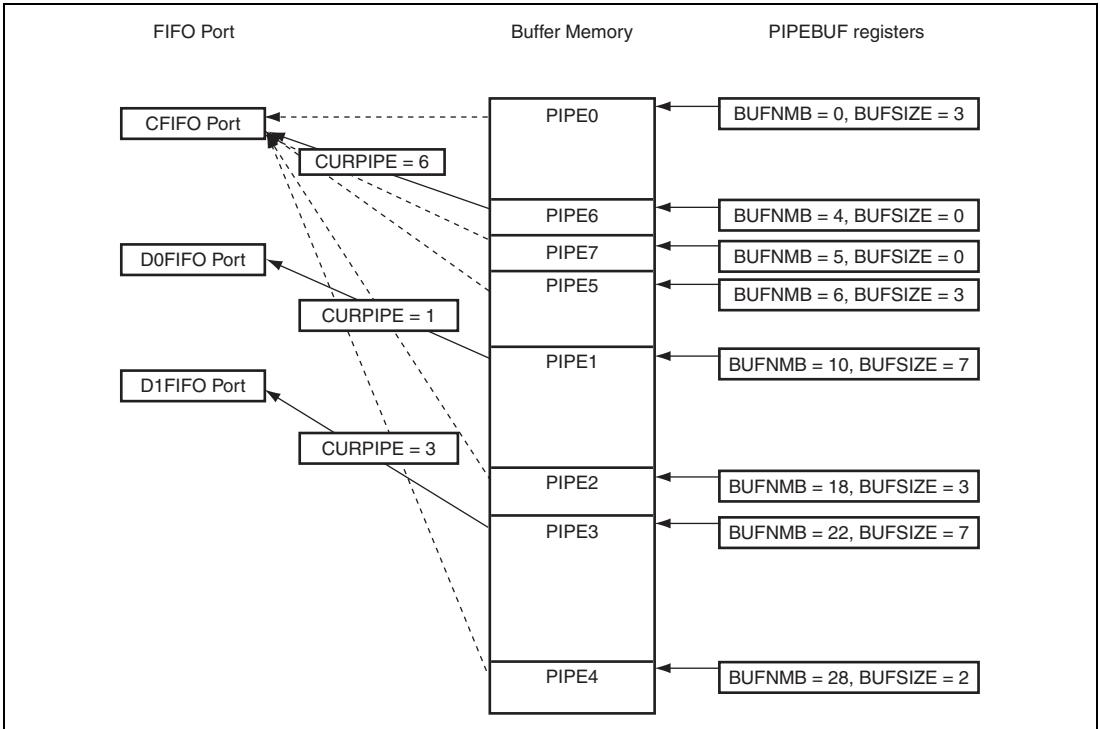 FIFO Port
Buffer Memory
PIPEBUF registers
CFIFO Port
PIPE0
BUFNMB = 0, BUFSIZE = 3
CURPIPE = 6
PIPE6
BUFNMB = 4, BUFSIZE = 0
D0FIFO Port
PIPE7
BUFNMB = 5, BUFSIZE = 0
PIPE5
BUFNMB = 6, BUFSIZE = 3
CURPIPE = 1
PIPE1
BUFNMB = 10, BUFSIZE = 7
D1FIFO Port
CURPIPE = 3
PIPE2
BUFNMB = 18, BUFSIZE = 3
PIPE3
BUFNMB = 22, BUFSIZE = 7
PIPE4
BUFNMB = 28, BUFSIZE = 2